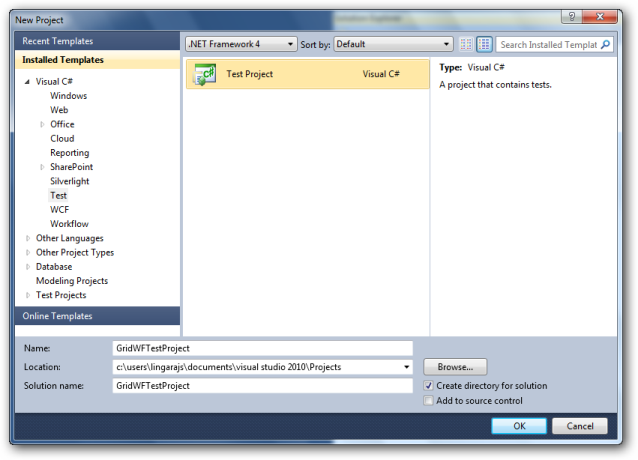 New Project
Recent Templates
Installed Templates
Visual C#
Windows
Web
Office
Cloud
Reporting
SharePoint
Silverlight
Test
WCF
Workflow
Other Languages
Other Project Types
Database
Modeling Projects
Test Projects
Online Templates
.NET Framework 4
Sort by: Default
Search Installed Templat
Test Project Visual C#
Type: Visual C#
A project that contains tests.
Name: GridWFTestProject
Location: c:\users\lingarajs\documents\visual studio 2010\Projects
Browse...
Solution name: GridWFTestProject
Create directory for solution
Add to source control
OK Cancel